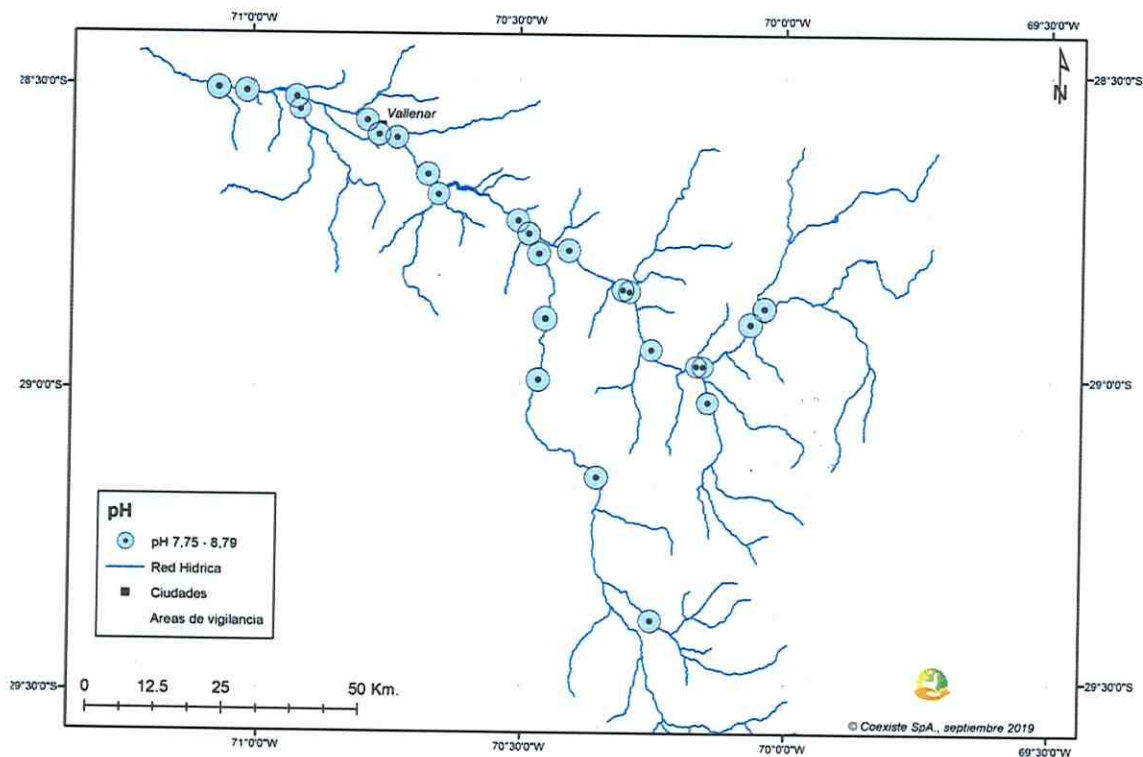 71°0'0"W
70°30'0"W
70°0'0"W
69°30'0"W
28°30'0"S
28°30'0"S
N
Vallenar
29°0'0"S
29°0'0"S
pH
pH 7,75 - 8,79
Red Hidrica
Ciudades
Areas de vigilancia
0 12.5 25 50 Km.
29°30'0"S
29°30'0"S
© Coexiste SpA., septiembre 2019
71°0'0"W
70°30'0"W
70°0'0"W
69°30'0"W